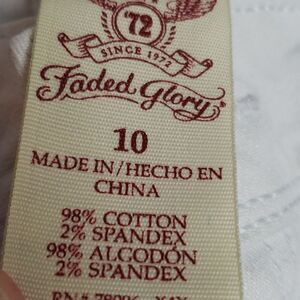 '72
SINCE 1972
Faded Glory
10
MADE IN/HECHO EN
CHINA
98% COTTON
2% SPANDEX
98% ALGODÓN
2% SPANDEX